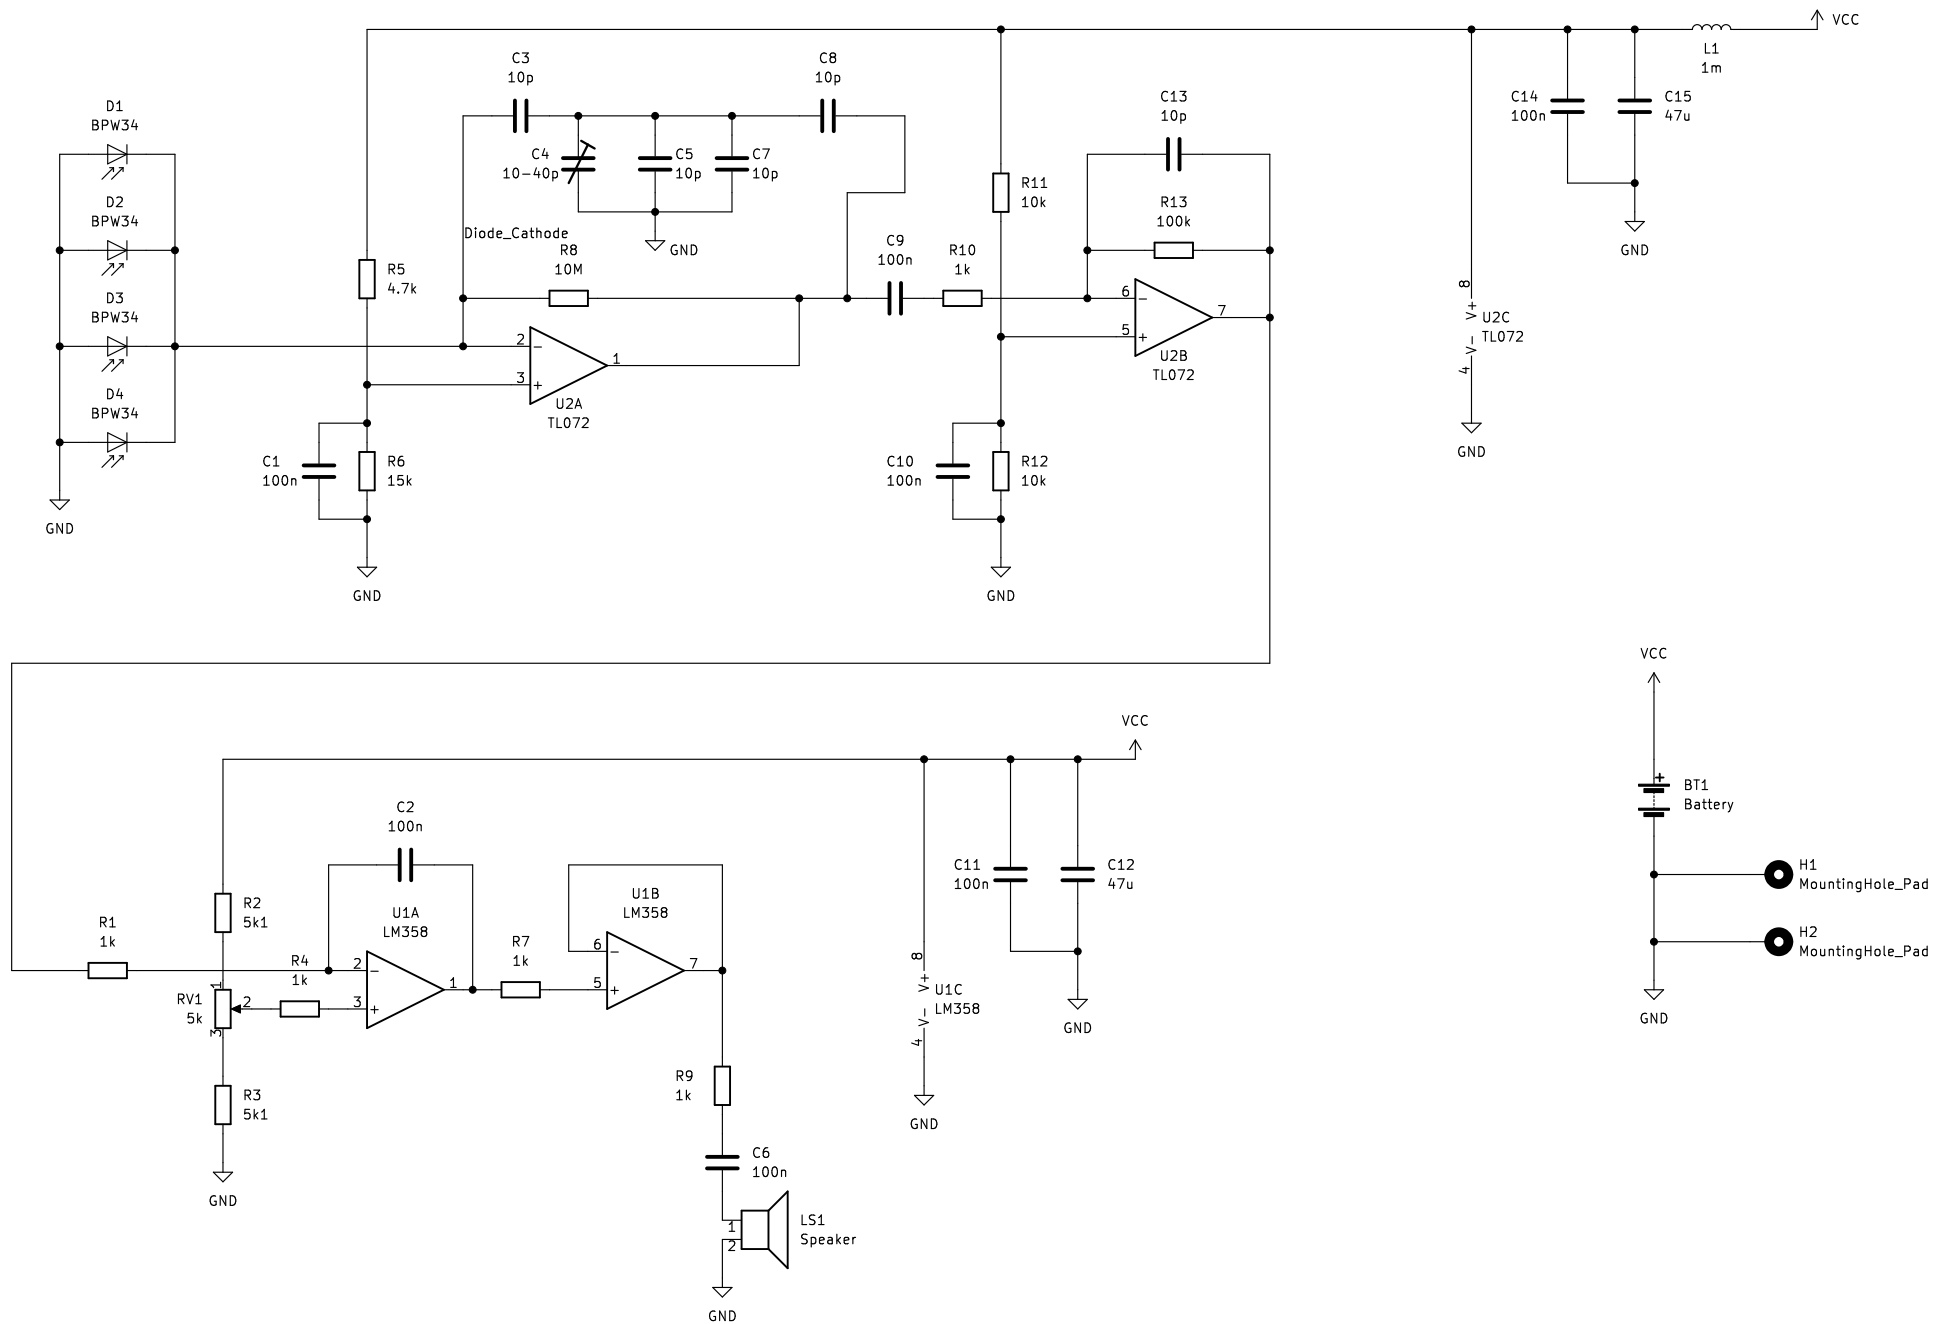 VCC
L1
1m
C3
10p
C8
10p
C14
100n
C15
47u
C13
10p
D1
BPW34
C4
10-40p
C5
10p
C7
10p
D2
BPW34
R11
10k
R13
100k
GND
Diode_Cathode
GND
R8
10M
C9
100n
R10
1k
R5
4.7k
D3
BPW34
6
-
7
5
+
U2B
TL072
8
V+
U2C
TL072
V-
4
GND
2
-
1
3
+
U2A
TL072
D4
BPW34
C1
100n
R6
15k
C10
100n
R12
10k
GND
GND
GND
VCC
VCC
BT1
+
Battery
C2
100n
C11
100n
C12
47u
H1
MountingHole_Pad
H2
MountingHole_Pad
GND
R2
5k1
U1A
LM358
U1B
LM358
R1
1k
R7
1k
R4
1k
2
-
1
3
+
6
-
7
5
+
8
V+
U1C
LM358
V-
4
GND
GND
RV1
5k
1
2
3
R3
5k1
GND
R9
1k
C6
100n
LS1
Speaker
1
2
GND